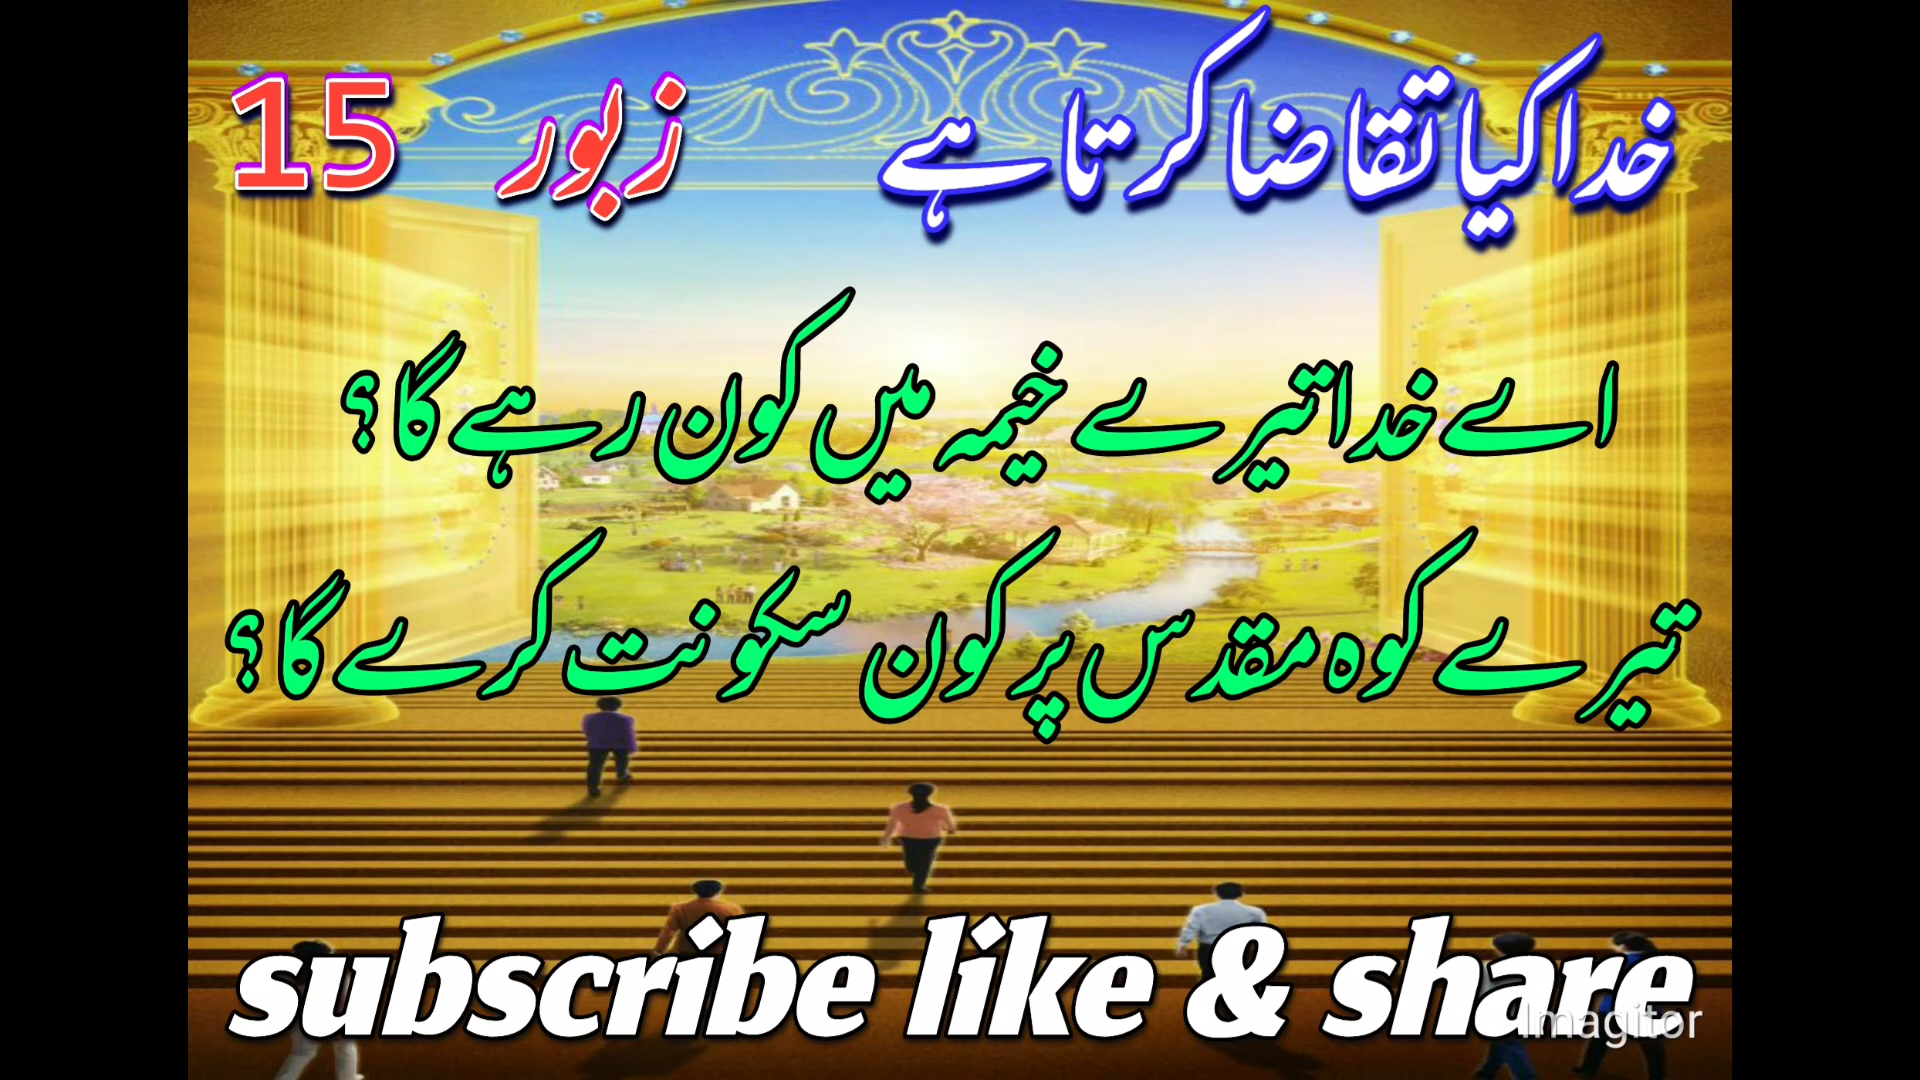 خدا کیا تقاضا کرتا ہے زبور 15
اے خدا تیرے خیمہ میں کون رہے گا؟
تیرے کوہ مقدس پر کون سکونت کرے گا؟
subscribe like & share
Imagitor